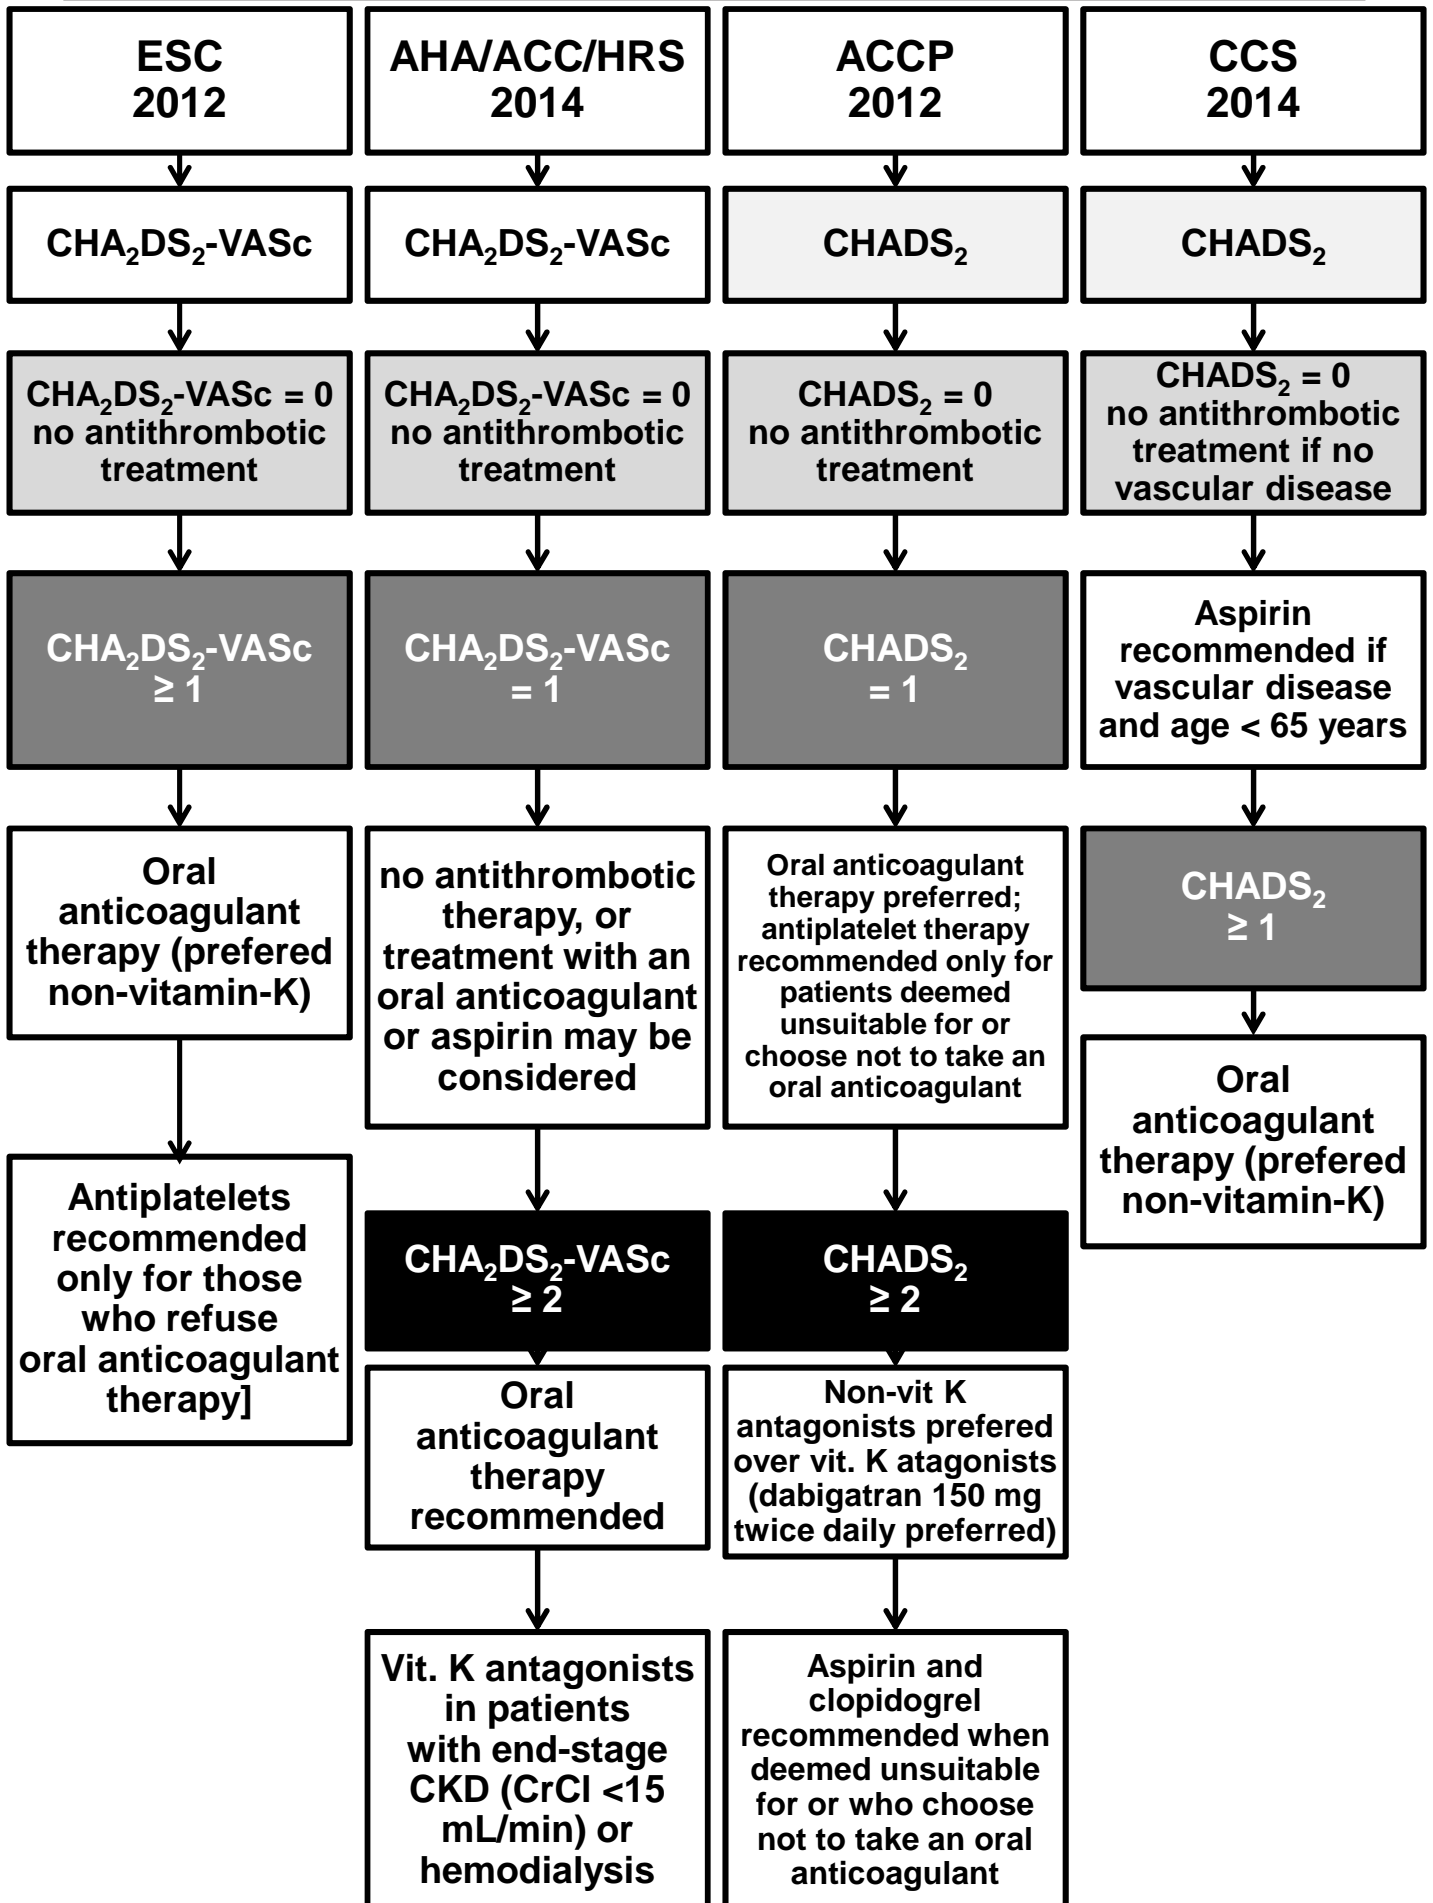 ESC
2012
CHA₂DS₂-VASc
CHA₂DS₂-VASc = 0
no antithrombotic
treatment
CHA₂DS₂-VASc
≥ 1
Oral
anticoagulant
therapy (prefered
non-vitamin-K)
Antiplatelets
recommended
only for those
who refuse
oral anticoagulant
therapy]
AHA/ACC/HRS
2014
CHA₂DS₂-VASc
CHA₂DS₂-VASc = 0
no antithrombotic
treatment
CHA₂DS₂-VASc
= 1
no antithrombotic
therapy, or
treatment with an
oral anticoagulant
or aspirin may be
considered
CHA₂DS₂-VASc
≥ 2
Oral
anticoagulant
therapy
recommended
Vit. K antagonists
in patients
with end-stage
CKD (CrCl <15
mL/min) or
hemodialysis
ACCP
2012
CHADS₂
CHADS₂ = 0
no antithrombotic
treatment
CHADS₂
= 1
Oral anticoagulant
therapy preferred;
antiplatelet therapy
recommended only for
patients deemed
unsuitable for or
choose not to take an
oral anticoagulant
CHADS₂
≥ 2
Non-vit K
antagonists prefered
over vit. K atagonists
(dabigatran 150 mg
twice daily preferred)
Aspirin and
clopidogrel
recommended when
deemed unsuitable
for or who choose
not to take an oral
anticoagulant
CCS
2014
CHADS₂
CHADS₂ = 0
no antithrombotic
treatment if no
vascular disease
Aspirin
recommended if
vascular disease
and age < 65 years
CHADS₂
≥ 1
Oral
anticoagulant
therapy (prefered
non-vitamin-K)